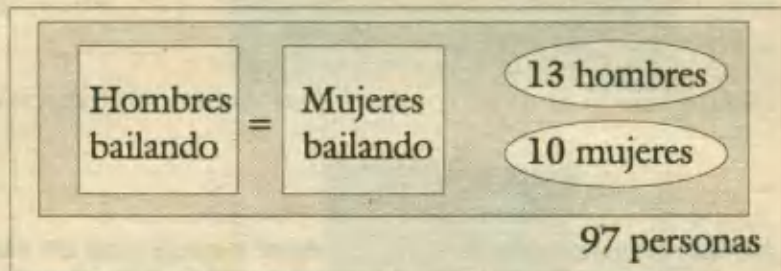 Hombres
bailando
=
Mujeres
bailando
13 hombres
10 mujeres
97 personas